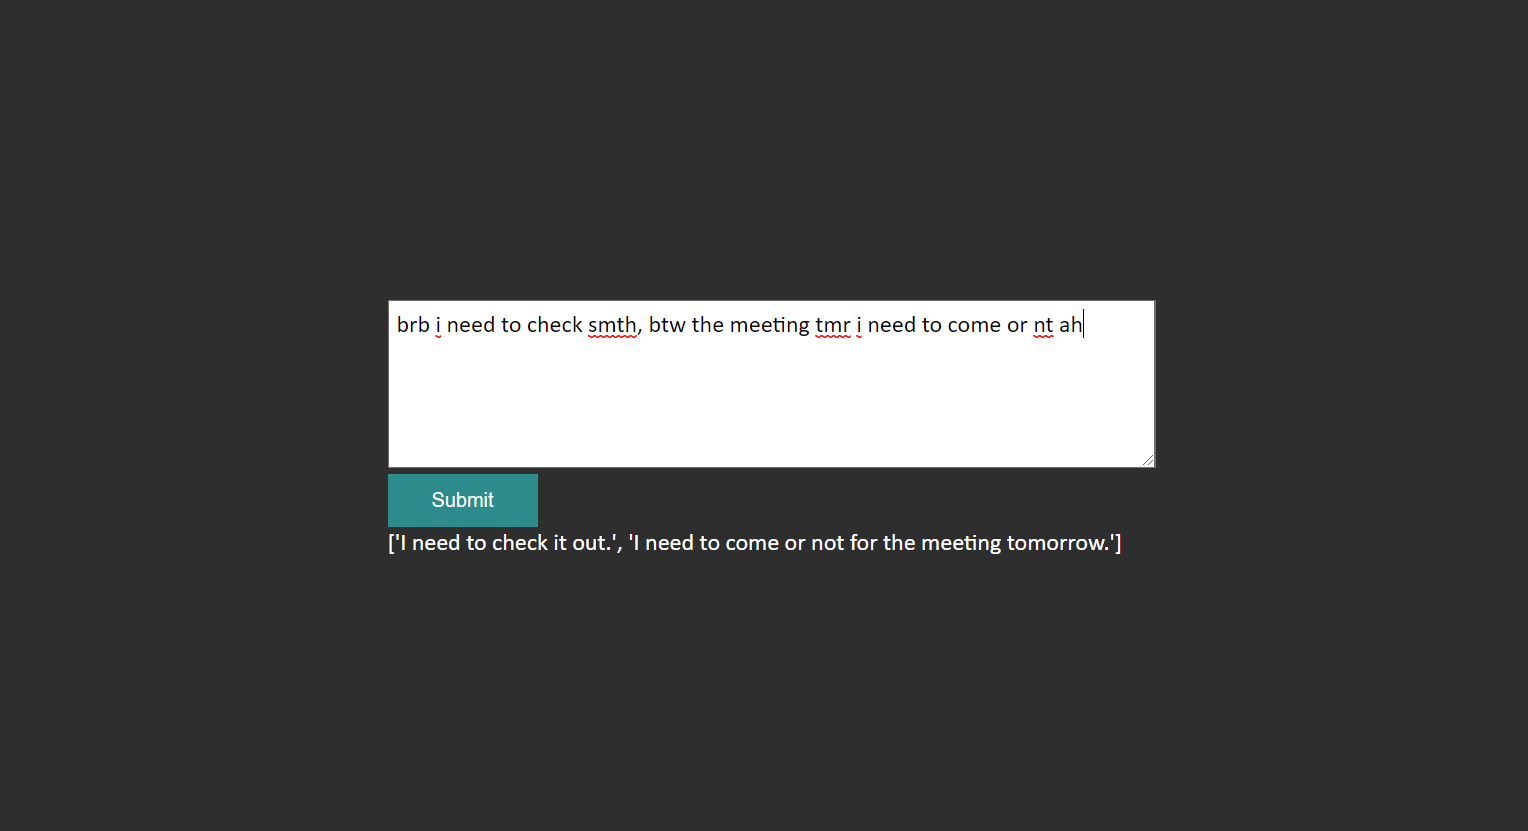 brb i need to check smth, btw the meeting tmr i need to come or nt ah
Submit
['I need to check it out.', 'I need to come or not for the meeting tomorrow.']